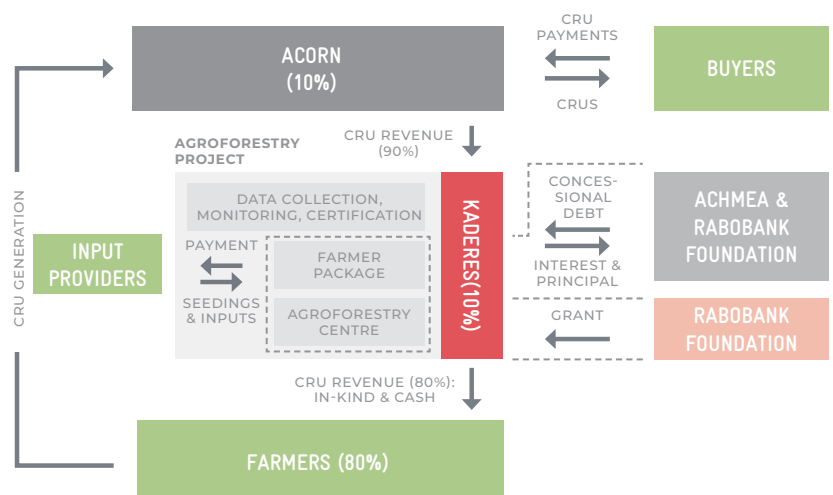 ACORN
(10%)
CRU
PAYMENTS
CRUS
BUYERS
CRU REVENUE
(90%)
AGROFORESTRY
PROJECT
DATA COLLECTION,
MONITORING, CERTIFICATION
PAYMENT
SEEDINGS
& INPUTS
FARMER
PACKAGE
AGROFORESTRY
CENTRE
KADERES(10%)
INPUT
PROVIDERS
CRU GENERATION
CONCES-
SIONAL
DEBT
INTEREST &
PRINCIPAL
ACHMEA &
RABOBANK
FOUNDATION
GRANT
RABOBANK
FOUNDATION
CRU REVENUE (80%):
IN-KIND & CASH
FARMERS (80%)